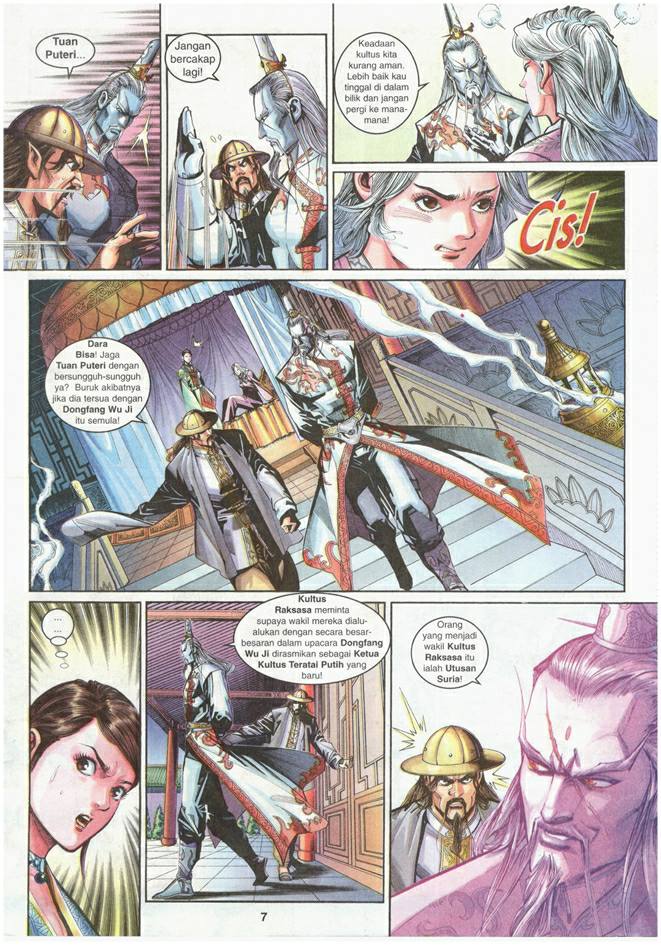 Tuan
Puteri...
Jangan
bercakap
lagi!
Keadaan
kultus kita
kurang aman.
Lebih baik kau
tinggal di dalam
bilik dan jangan
pergi ke mana-
mana!
Cis!
Dara
Bisa! Jaga
Tuan Puteri dengan
bersungguh-sungguh
ya? Buruk akibatnya
jika dia tersua dengan
Dongfang Wu Ji
itu semula!
...
...
Kultus
Raksasa meminta
supaya wakil mereka dialu-
alukan dengan secara besar-
besaran dalam upacara Dongfang
Wu Ji dirasmikan sebagai Ketua
Kultus Teratai Putih yang
baru!
Orang
yang menjadi
wakil Kultus
Raksasa itu
ialah Utusan
Suria!
7